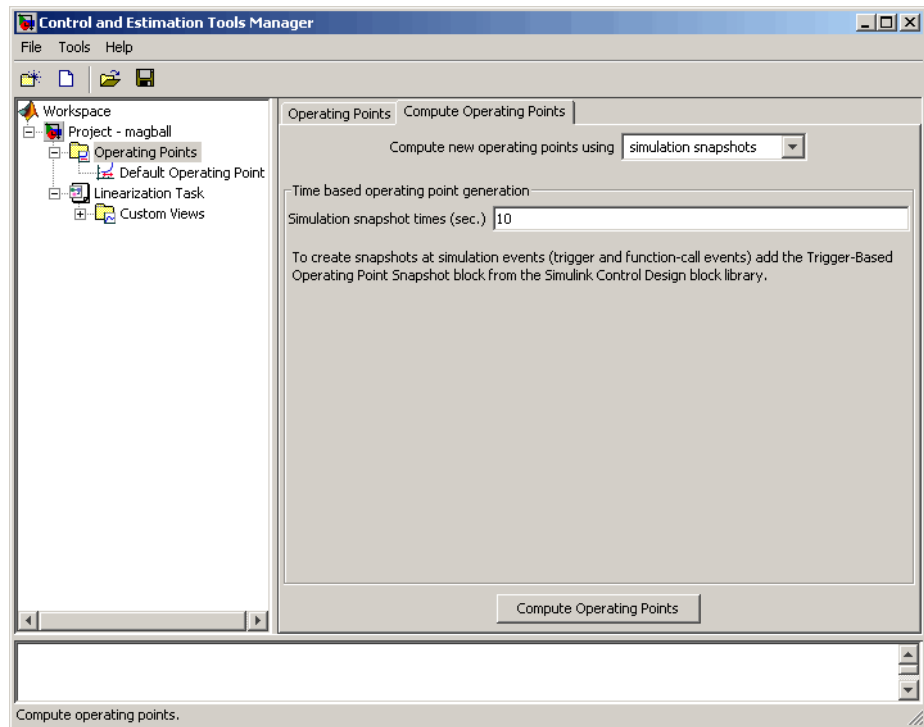 Control and Estimation Tools Manager
File Tools Help
Workspace
Project - magball
Operating Points
Default Operating Point
Linearization Task
Custom Views
Operating Points Compute Operating Points
Compute new operating points using simulation snapshots
Time based operating point generation
Simulation snapshot times (sec.) 10
To create snapshots at simulation events (trigger and function-call events) add the Trigger-Based
Operating Point Snapshot block from the Simulink Control Design block library.
Compute Operating Points
Compute operating points.